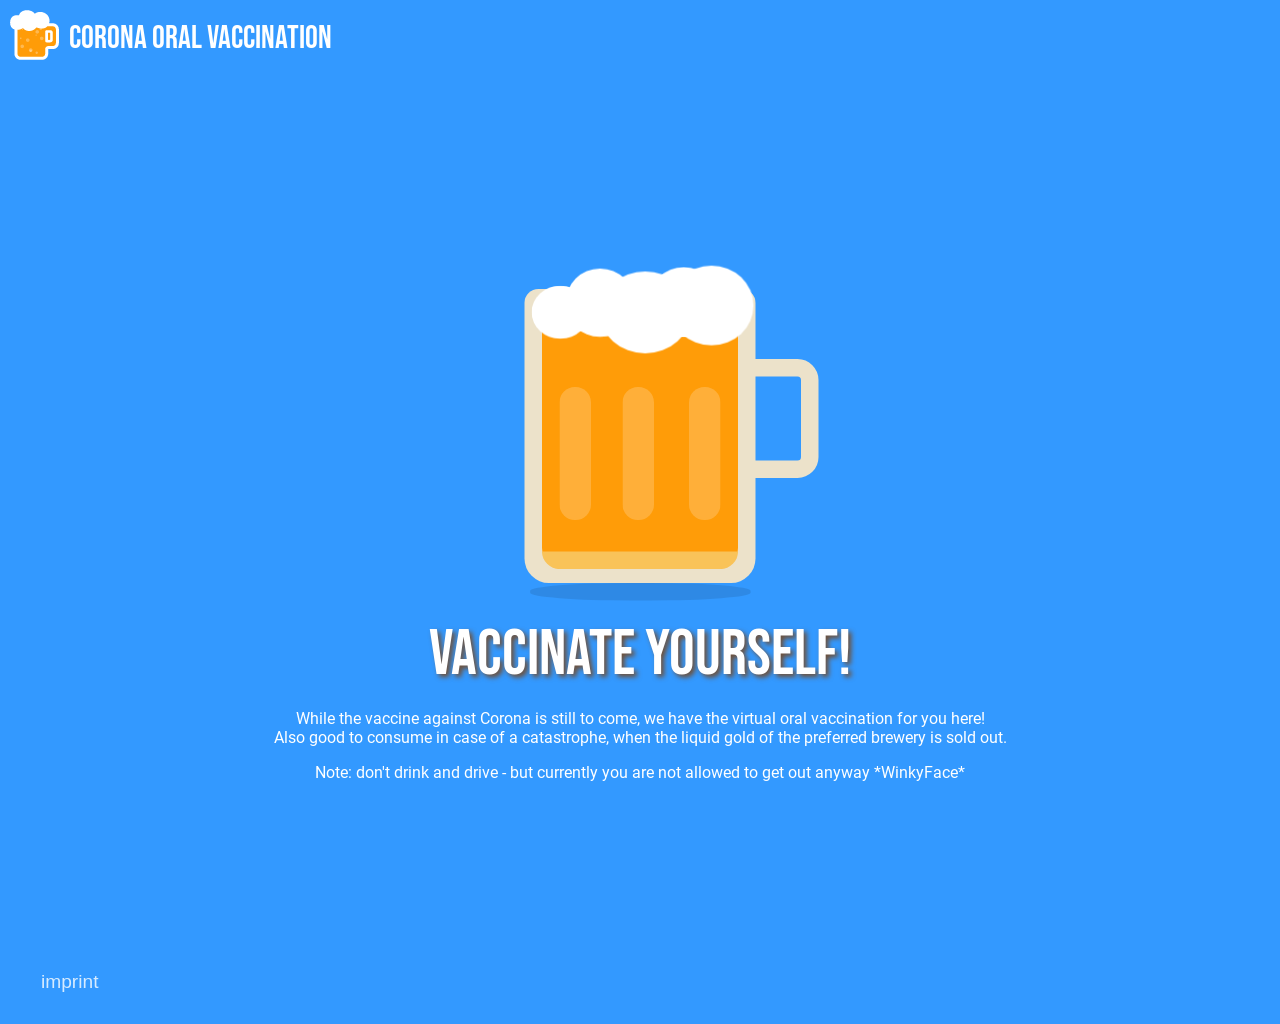 CORONA ORAL VACCINATION
VACCINATE YOURSELF!
While the vaccine against Corona is still to come, we have the virtual oral vaccination for you here!
Also good to consume in case of a catastrophe, when the liquid gold of the preferred brewery is sold out.
Note: don't drink and drive - but currently you are not allowed to get out anyway *WinkyFace*
imprint